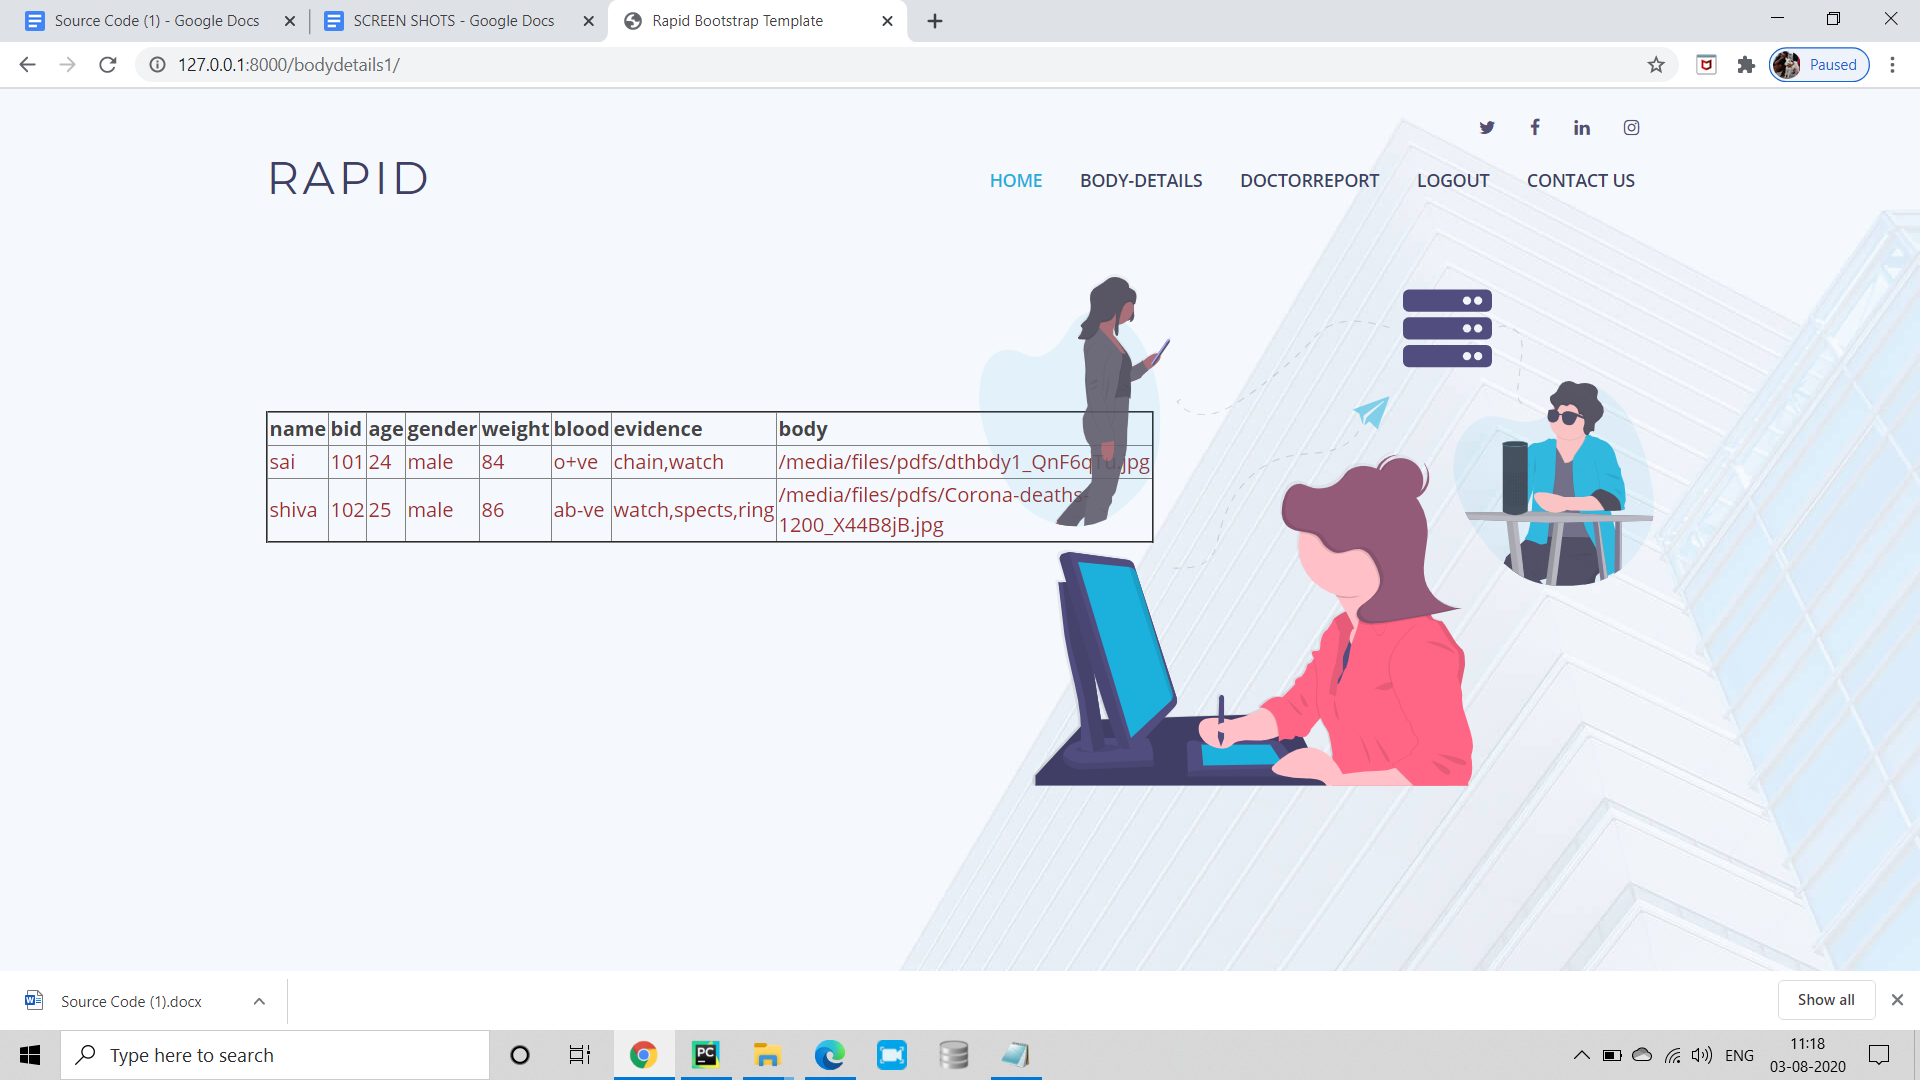 Source Code (1) - Google Docs
SCREEN SHOTS - Google Docs
Rapid Bootstrap Template
127.0.0.1:8000/bodydetails1/
Paused
RAPID
HOME BODY-DETAILS DOCTORREPORT LOGOUT CONTACT US
name bid age gender weight blood evidence body
sai 101 24 male 84 o+ve chain,watch /media/files/pdfs/dthbdy1_QnF6qTu.jpg
shiva 102 25 male 86 ab-ve watch,spects,ring /media/files/pdfs/Corona-deaths-
1200_X44B8jB.jpg
Source Code (1).docx
Show all
Type here to search
PC
ENG
11:18
03-08-2020